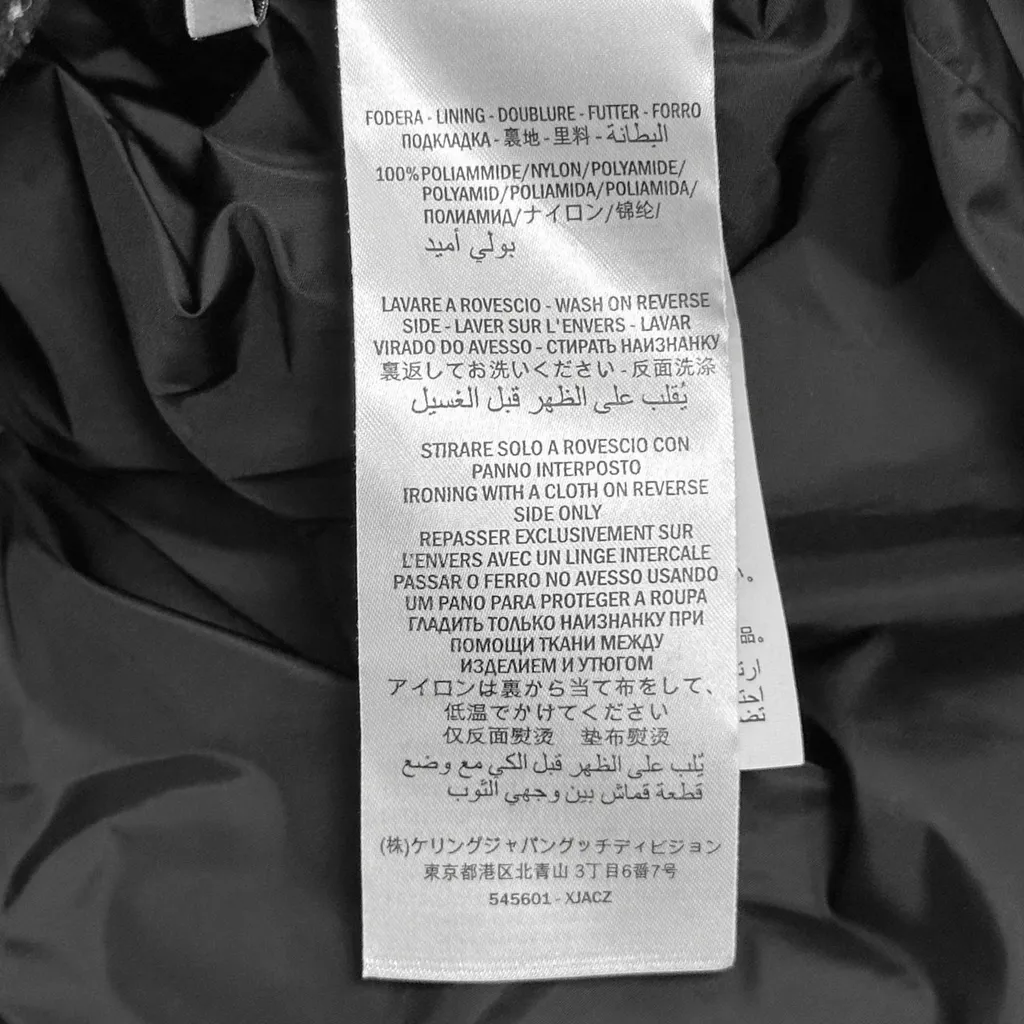 FODERA - LINING - DOUBLURE - FUTTER - FORRO
ПОДКЛАДКА - 裏地 - 里料 - البطانة
100% POLIAMMIDE/NYLON/POLYAMIDE/
POLYAMID/POLIAMIDA/POLIAMIDA/
ПОЛИАМИД/ナイロン/锦纶/
بولي أميد
LAVARE A ROVESCIO - WASH ON REVERSE
SIDE - LAVER SUR L'ENVERS - LAVAR
VIRADO DO AVESSO - СТИРАТЬ НАИЗНАНКУ
裏返してお洗いください - 反面洗涤
يُقلب على الظهر قبل الغسيل
STIRARE SOLO A ROVESCIO CON
PANNO INTERPOSTO
IRONING WITH A CLOTH ON REVERSE
SIDE ONLY
REPASSER EXCLUSIVEMENT SUR
L'ENVERS AVEC UN LINGE INTERCALE
PASSAR O FERRO NO AVESSO USANDO
UM PANO PARA PROTEGER A ROUPA
ГЛАДИТЬ ТОЛЬКО НАИЗНАНКУ ПРИ
ПОМОЩИ ТКАНИ МЕЖДУ
ИЗДЕЛИЕМ И УТЮГОМ
アイロンは裏から当て布をして、
低温でかけてください
仅反面熨烫 垫布熨烫
يُلب على الظهر قبل الكي مع وضع
قطعة قماش بين وجهي الثوب
(株)ケリングジャパングッチディビジョン
東京都港区北青山 3丁目6番7号
545601 - XJACZ
品。